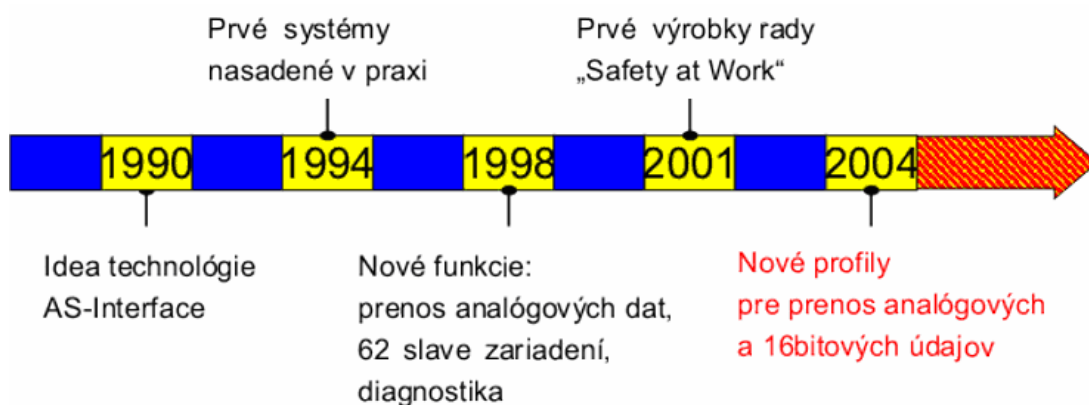 Prvé systémy
nasadené v praxi
Prvé výrobky rady
„Safety at Work“
1990
1994
1998
2001
2004
Idea technológie
AS-Interface
Nové funkcie:
prenos analógových dat,
62 slave zariadení,
diagnostika
Nové profily
pre prenos analógových
a 16bitových údajov